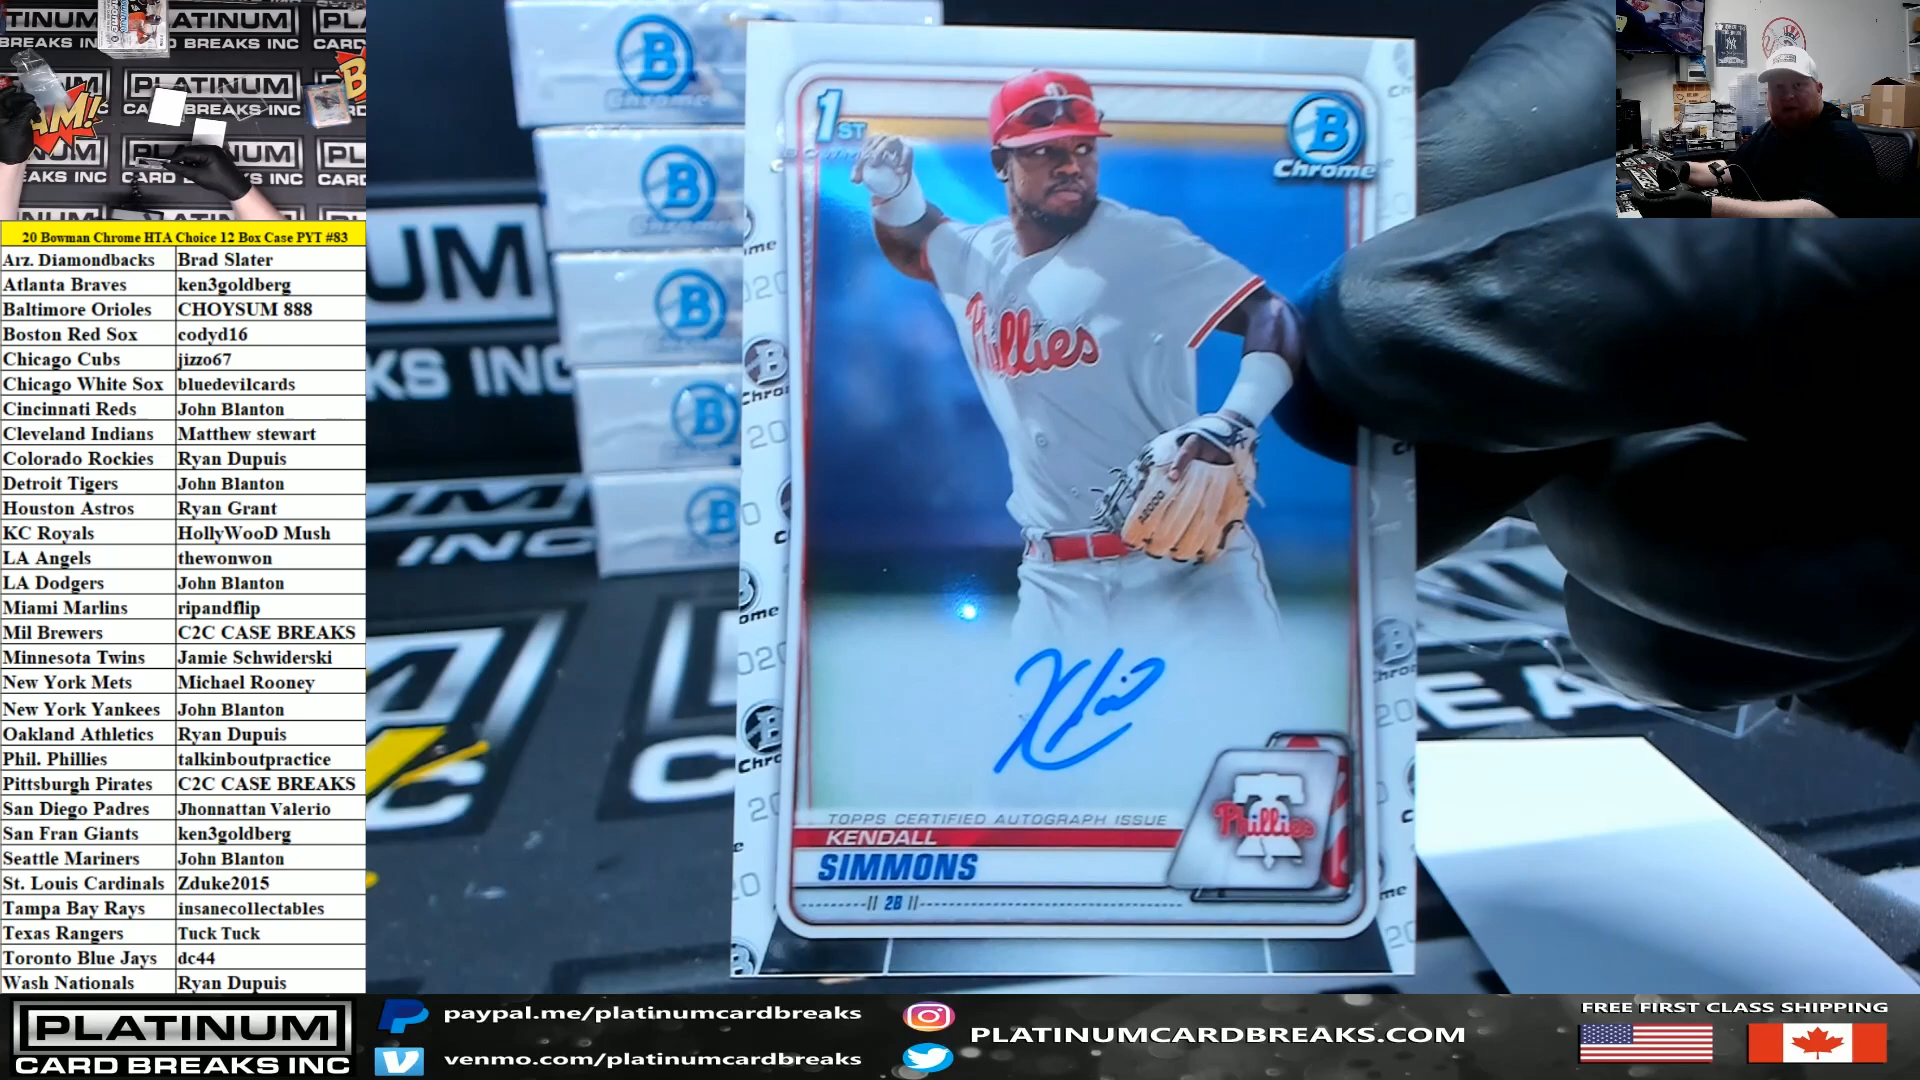 20 Bowman Chrome HTA Choice 12 Box Case PYT #83
Arz. Diamondbacks Brad Slater
Atlanta Braves ken3goldberg
Baltimore Orioles CHOYSUM 888
Boston Red Sox codyd16
Chicago Cubs jizzo67
Chicago White Sox bluedevilcards
Cincinnati Reds John Blanton
Cleveland Indians Matthew stewart
Colorado Rockies Ryan Dupuis
Detroit Tigers John Blanton
Houston Astros Ryan Grant
KC Royals HollyWooD Mush
LA Angels thewonwon
LA Dodgers John Blanton
Miami Marlins ripandflip
Mil Brewers C2C CASE BREAKS
Minnesota Twins Jamie Schwiderski
New York Mets Michael Rooney
New York Yankees John Blanton
Oakland Athletics Ryan Dupuis
Phil. Phillies talkinboutpractice
Pittsburgh Pirates C2C CASE BREAKS
San Diego Padres Jhonnattan Valerio
San Fran Giants ken3goldberg
Seattle Mariners John Blanton
St. Louis Cardinals Zduke2015
Tampa Bay Rays insanecollectables
Texas Rangers Tuck Tuck
Toronto Blue Jays dc44
Wash Nationals Ryan Dupuis
1ST
BOWMAN
B
Chrome
Phillies
A2000
TOPPS CERTIFIED AUTOGRAPH ISSUE
KENDALL
SIMMONS
2B
Phillies
PLATINUM
CARD BREAKS INC
paypal.me/platinumcardbreaks
venmo.com/platinumcardbreaks
PLATINUMCARDBREAKS.COM
FREE FIRST CLASS SHIPPING